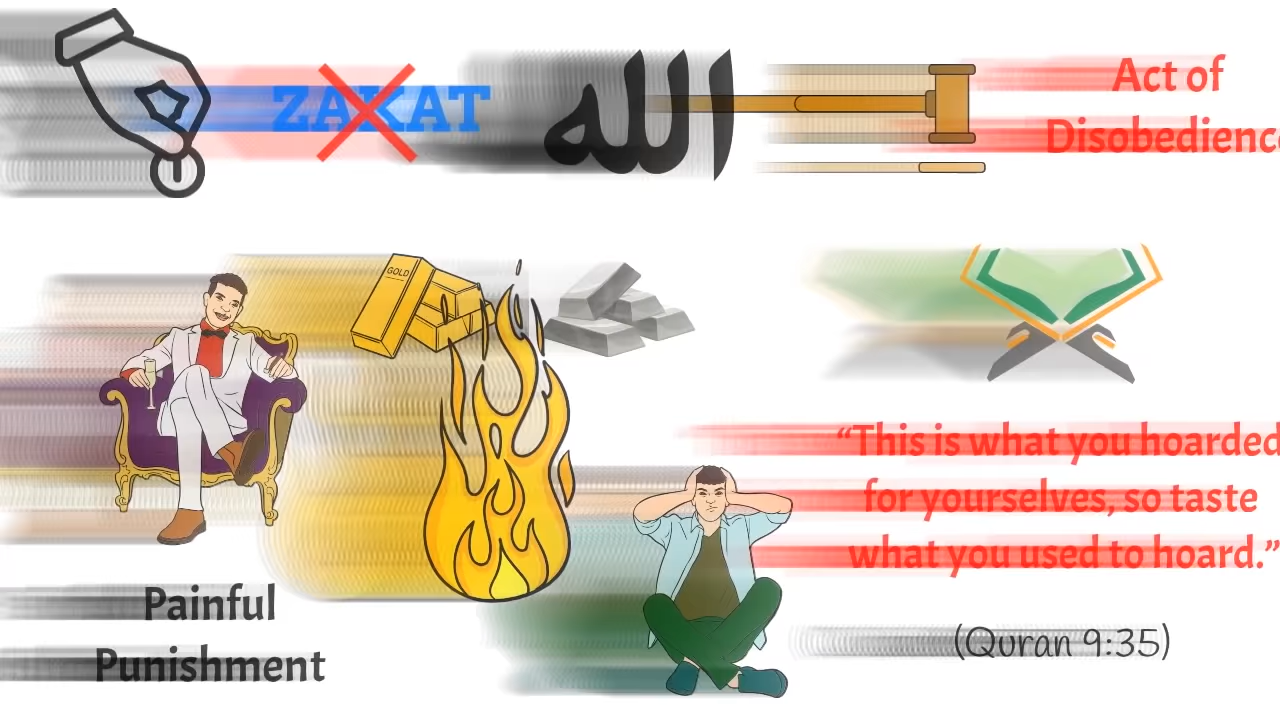 ZAKAT
الله
Act of
Disobedience
GOLD
“This is what you hoarded
for yourselves, so taste
what you used to hoard.”
Painful
Punishment
(Quran 9:35)